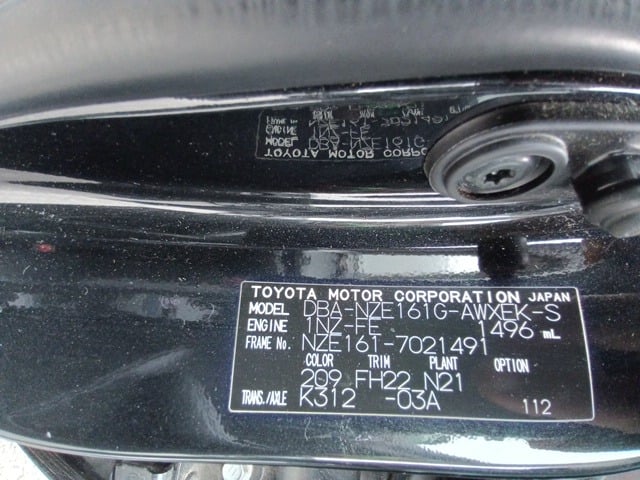 TOYOTA MOTOR CORPORATION JAPAN
MODEL DBA-NZE161G-AWXEK-S
ENGINE 1NZ-FE 1496 mL
FRAME No. NZE161-7021491
COLOR TRIM PLANT OPTION
209 FH22 N21
TRANS./AXLE K312 -03A
112